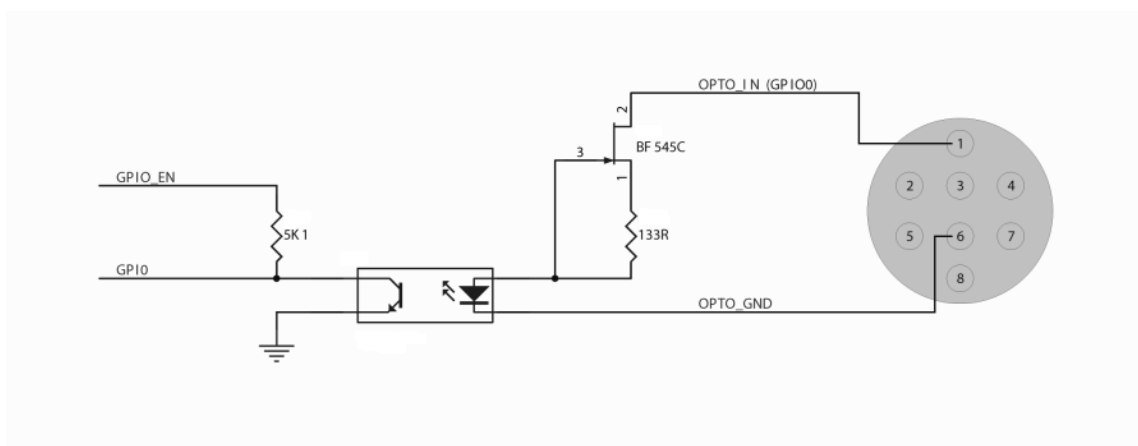 OPTO_IN (GPIO0)
2
BF 545C
3
1
GPIO_EN
5K1
133R
GPI0
OPTO_GND
1
2
3
4
5
6
7
8